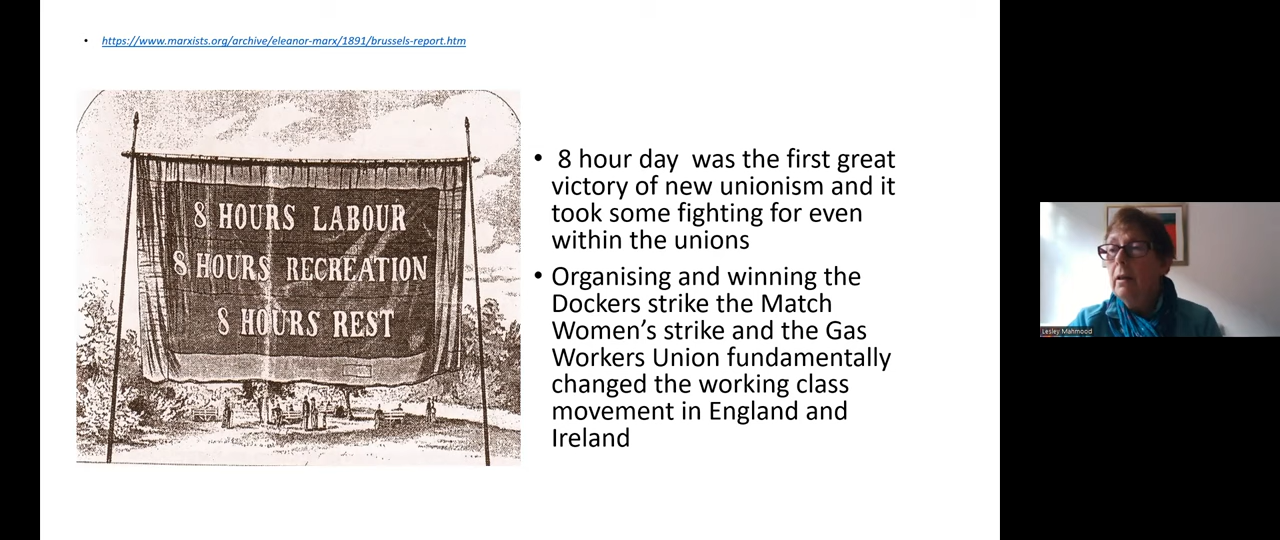 • https://www.marxists.org/archive/eleanor-marx/1891/brussels-report.htm
8 HOURS LABOUR
8 HOURS RECREATION
8 HOURS REST
• 8 hour day was the first great
victory of new unionism and it
took some fighting for even
within the unions
• Organising and winning the
Dockers strike the Match
Women’s strike and the Gas
Workers Union fundamentally
changed the working class
movement in England and
Ireland
Lesley Mahmood